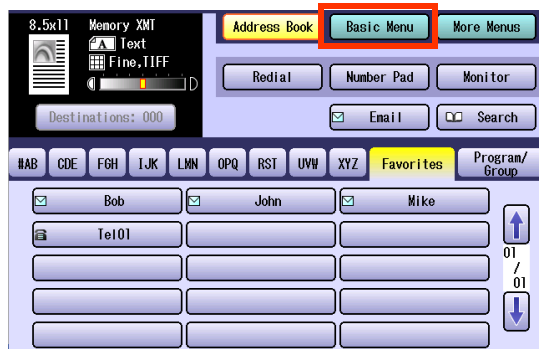 8.5x11 Memory XMT
A Text
Fine,TIFF
D
Destinations: 000
Address Book
Basic Menu
More Menus
Redial
Number Pad
Monitor
Email
Search
#AB
CDE
FGH
IJK
LMN
OPQ
RST
UVW
XYZ
Favorites
Program/
Group
Bob
John
Mike
Tel01
01
/
01